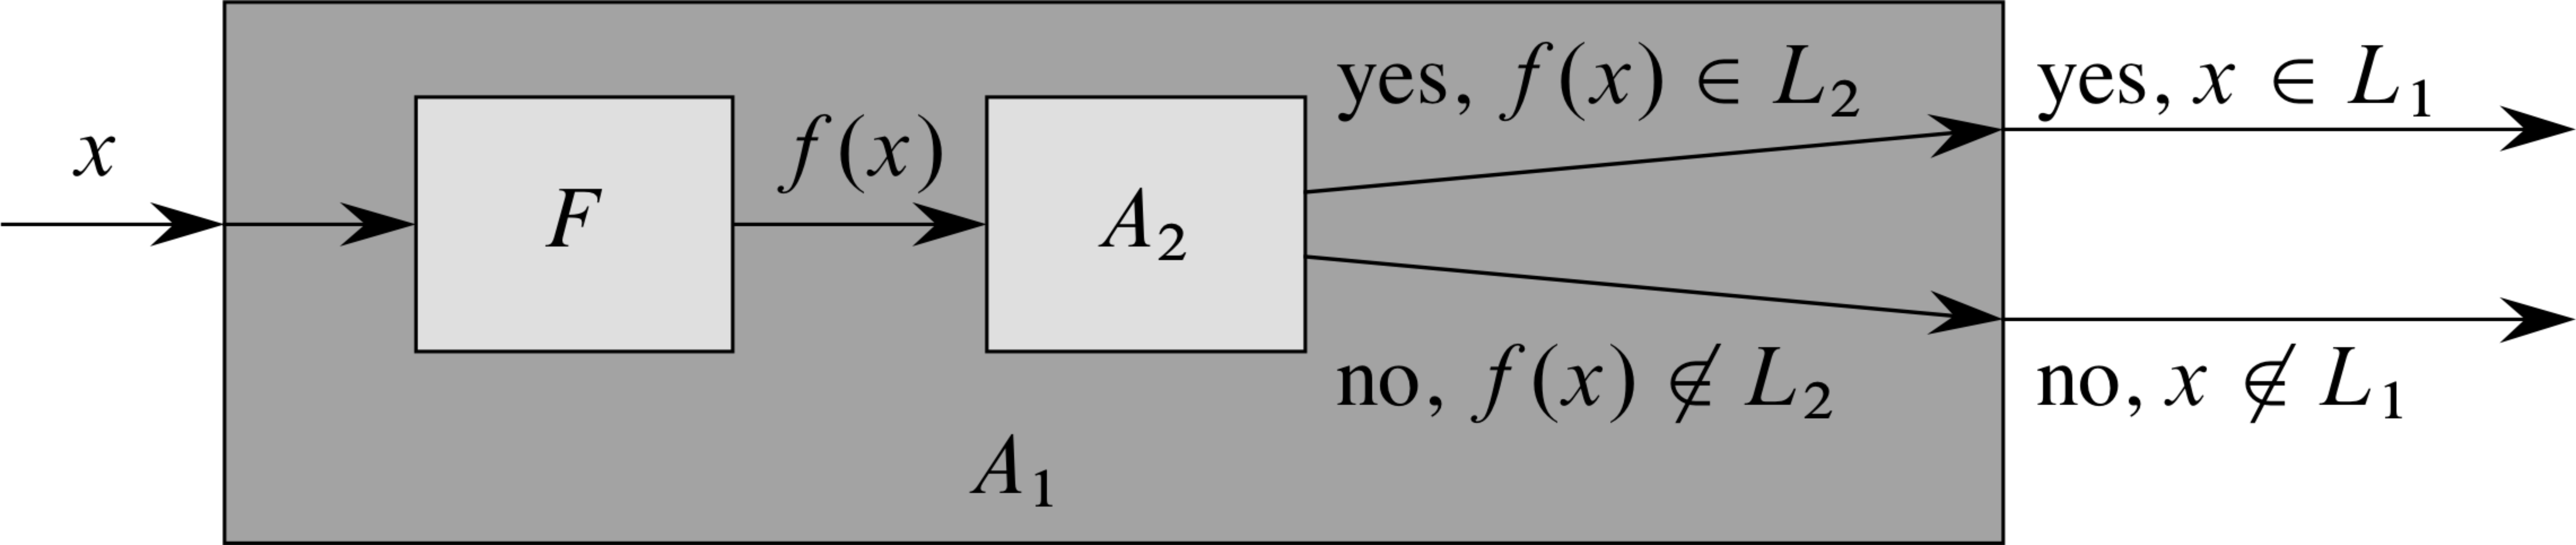 x
F
f(x)
A₂
yes, f(x) ∈ L₂
no, f(x) ∉ L₂
A₁
yes, x ∈ L₁
no, x ∉ L₁